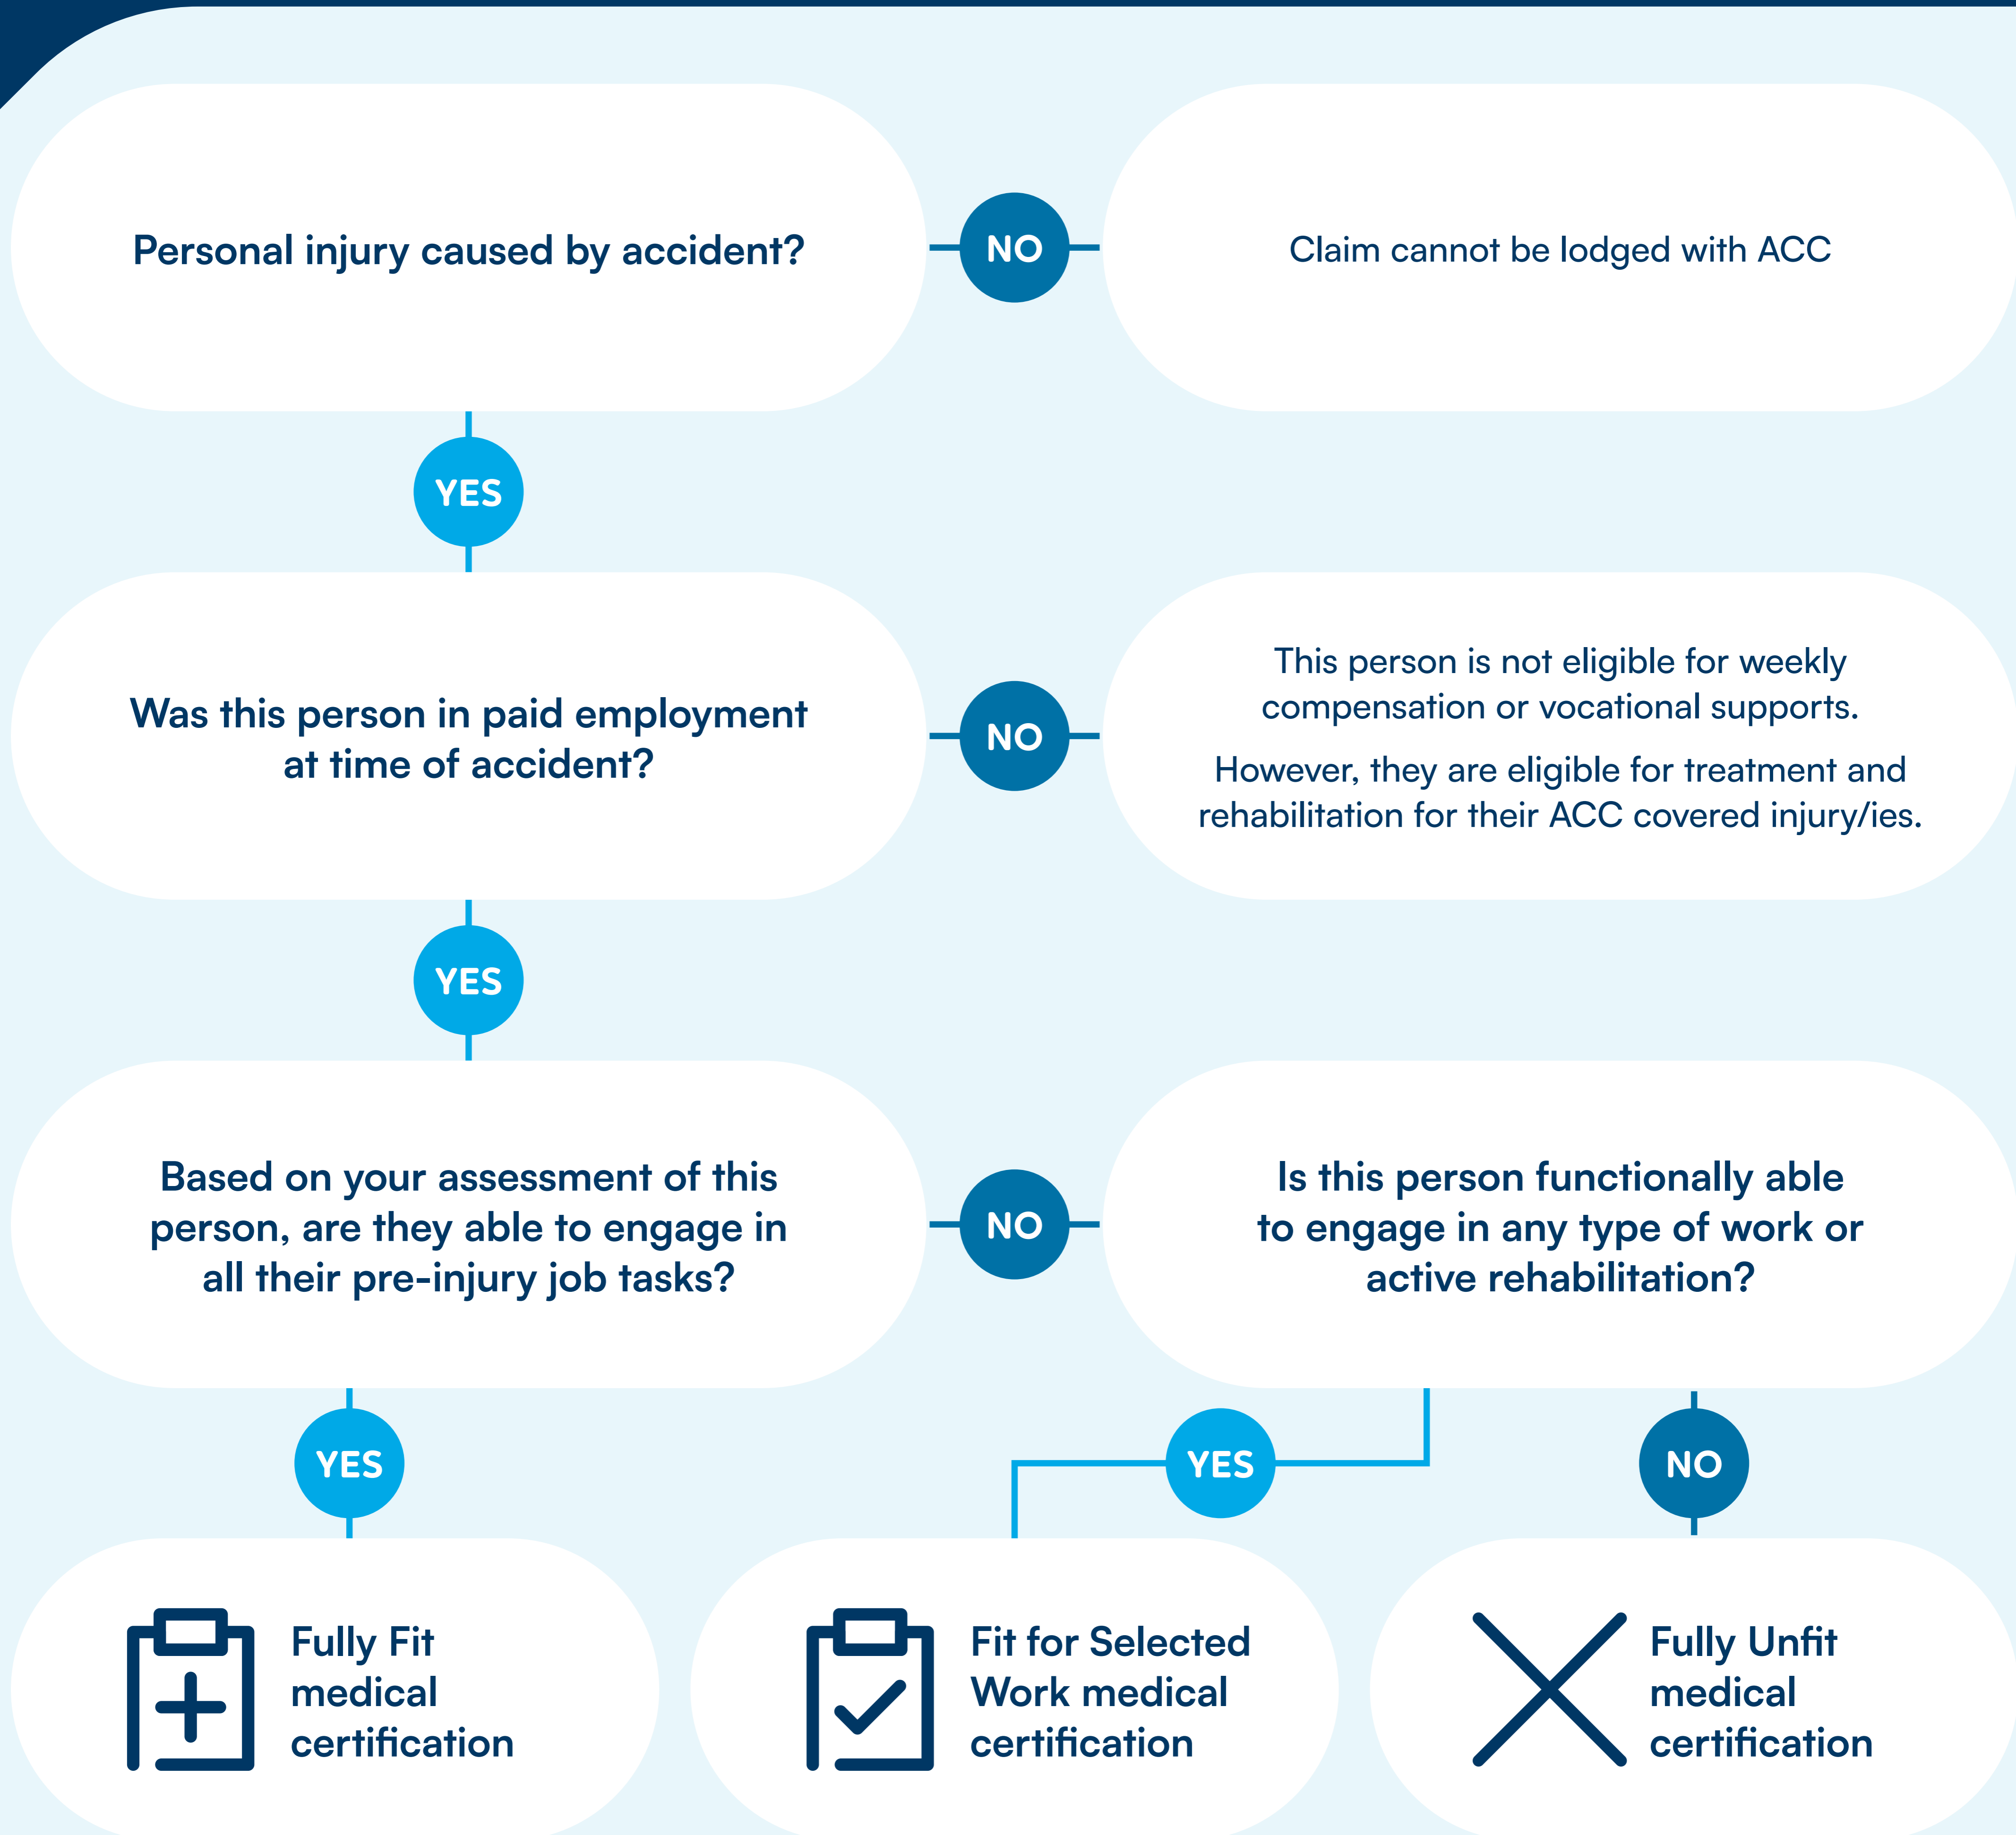 Personal injury caused by accident?
NO
Claim cannot be lodged with ACC
YES
Was this person in paid employment
at time of accident?
NO
This person is not eligible for weekly
compensation or vocational supports.
However, they are eligible for treatment and
rehabilitation for their ACC covered injury/ies.
YES
Based on your assessment of this
person, are they able to engage in
all their pre-injury job tasks?
NO
Is this person functionally able
to engage in any type of work or
active rehabilitation?
YES
YES
NO
Fully Fit
medical
certification
Fit for Selected
Work medical
certification
Fully Unfit
medical
certification